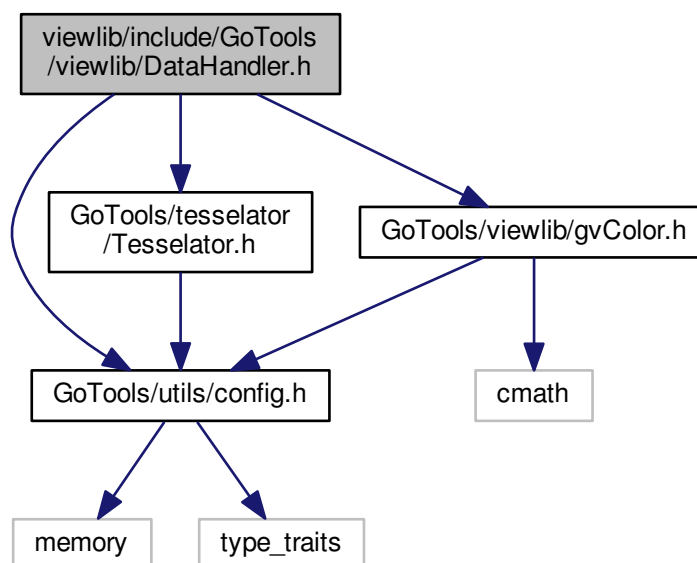 viewlib/include/GoTools
/viewlib/DataHandler.h
GoTools/tesselator
/Tesselator.h
GoTools/viewlib/gvColor.h
GoTools/utils/config.h
cmath
memory
type_traits